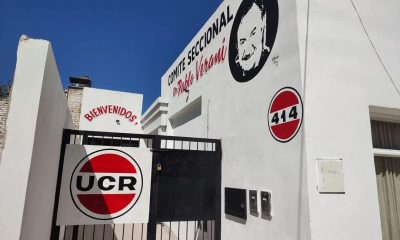 COMITE SECCIONAL
Dr Pablo Verani
BIENVENIDOS
414
UCR